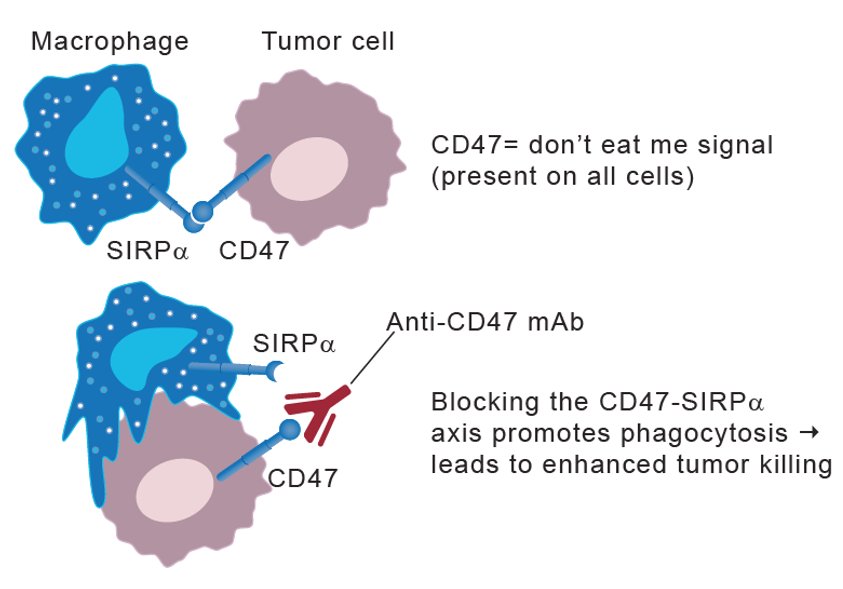 Macrophage
Tumor cell
CD47= don’t eat me signal
(present on all cells)
SIRPα
CD47
SIRPα
Anti-CD47 mAb
Blocking the CD47-SIRPα
axis promotes phagocytosis →
leads to enhanced tumor killing
CD47